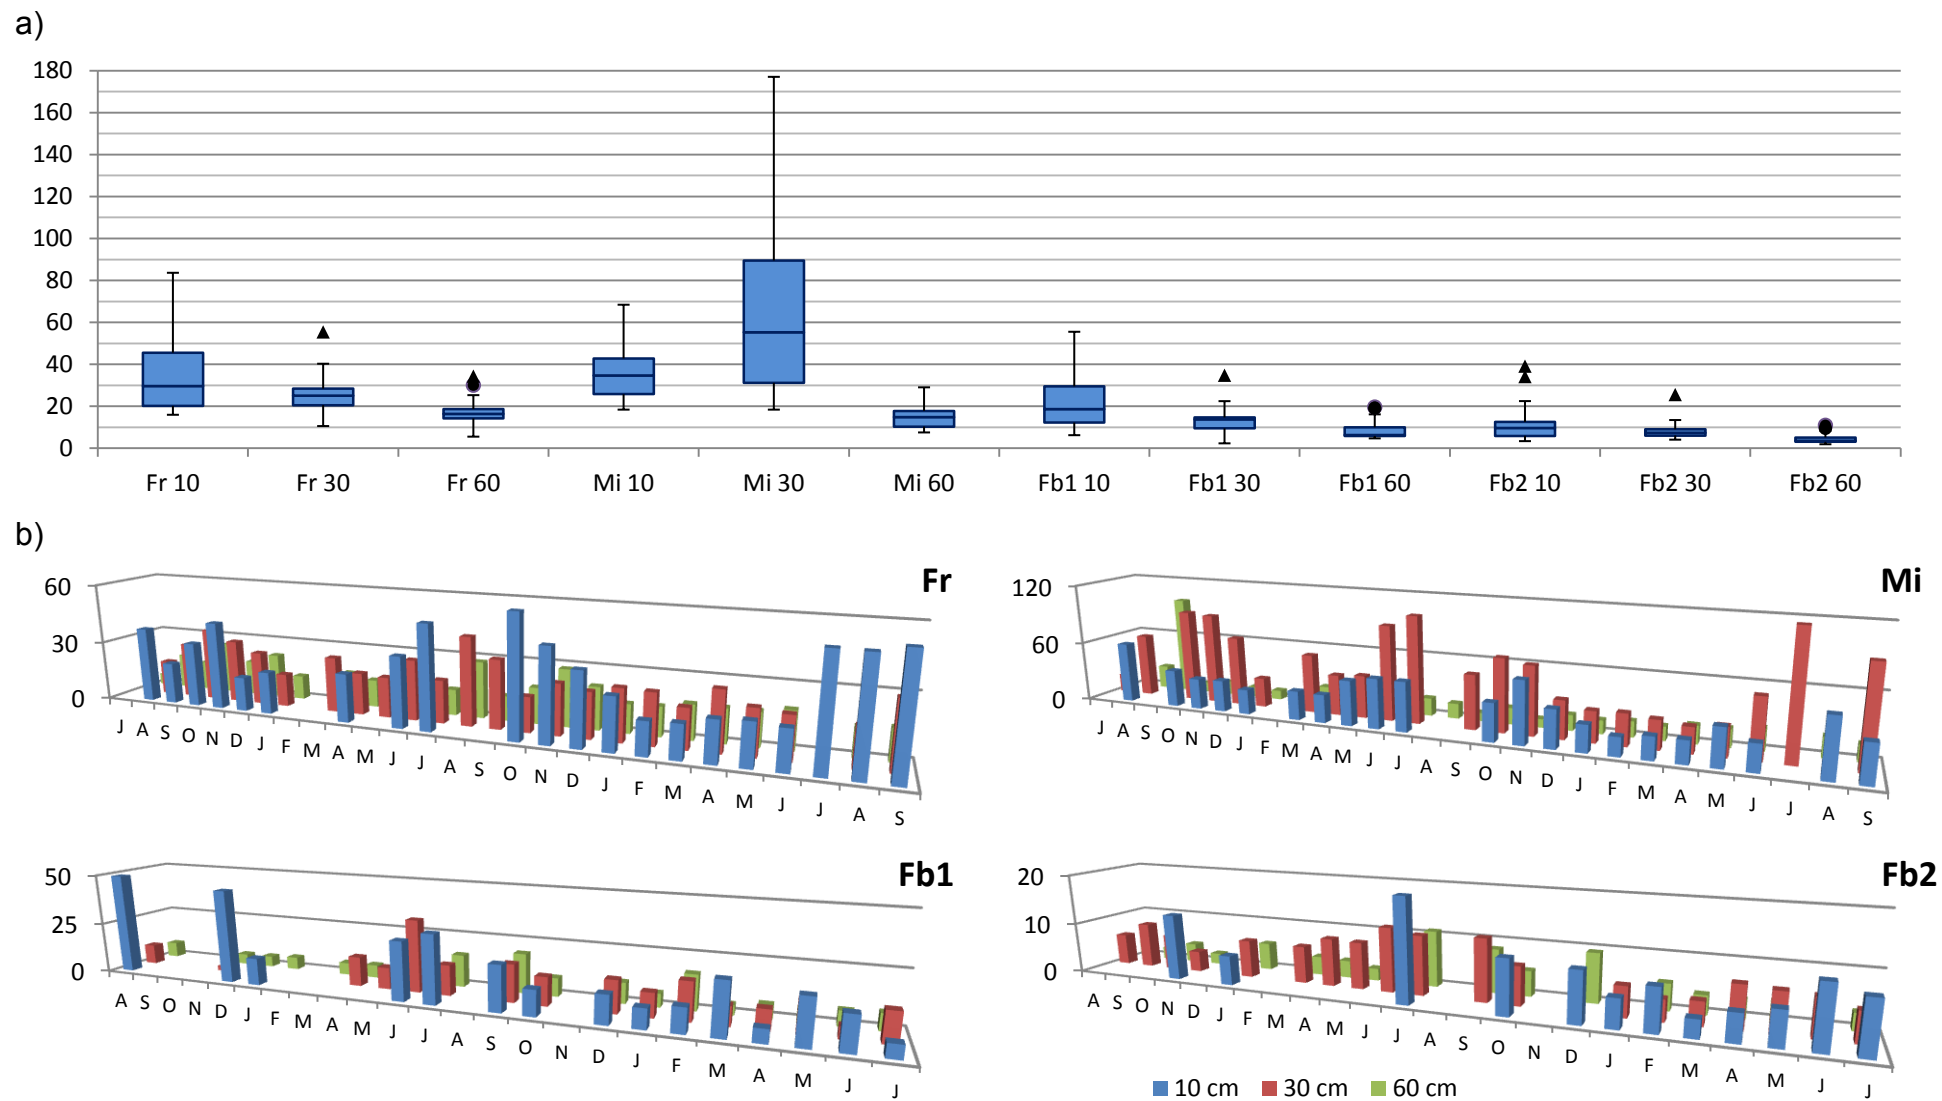 a)
180
160
140
120
100
80
60
40
20
0
Fr 10 Fr 30 Fr 60 Mi 10 Mi 30 Mi 60 Fb1 10 Fb1 30 Fb1 60 Fb2 10 Fb2 30 Fb2 60
b)
Fr
60
30
0
J A S O N D J F M A M J J A S O N D J F M A M J J A S
Mi
120
60
0
J A S O N D J F M A M J J A S O N D J F M A M J J A S
Fb1
50
25
0
A S O N D J F M A M J J A S O N D J F M A M J J
Fb2
20
10
0
A S O N D J F M A M J J A S O N D J F M A M J J
10 cm 30 cm 60 cm